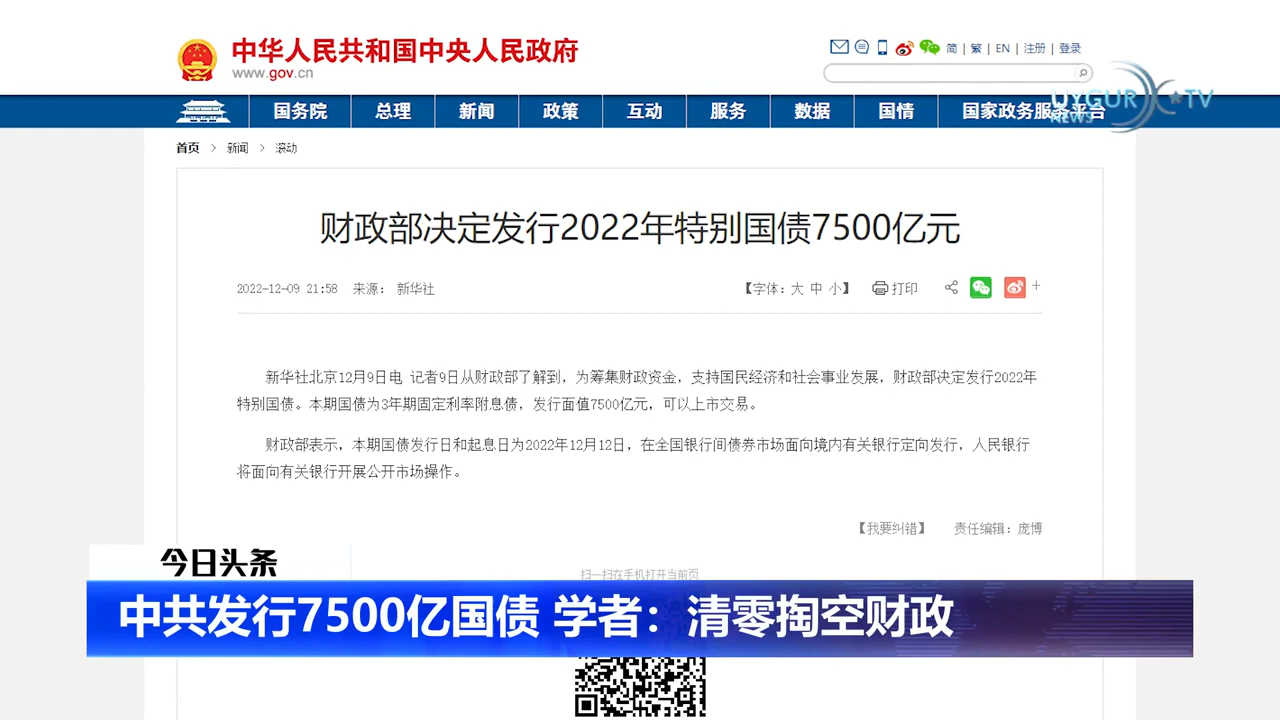 中华人民共和国中央人民政府
www.gov.cn
简 | 繁 | EN | 注册 | 登录
国务院 总理 新闻 政策 互动 服务 数据 国情 国家政务服务平台
UYGUR TV
NEWS
首页 > 新闻 > 滚动
财政部决定发行2022年特别国债7500亿元
2022-12-09 21:58 来源： 新华社 【字体：大 中 小】 打印
新华社北京12月9日电 记者9日从财政部了解到，为筹集财政资金，支持国民经济和社会事业发展，财政部决定发行2022年
特别国债。本期国债为3年期固定利率附息债，发行面值7500亿元，可以上市交易。
财政部表示，本期国债发行日和起息日为2022年12月12日，在全国银行间债券市场面向境内有关银行定向发行，人民银行
将面向有关银行开展公开市场操作。
【我要纠错】 责任编辑：庞博
扫一扫在手机打开当前页
今日头条
中共发行7500亿国债 学者：清零掏空财政